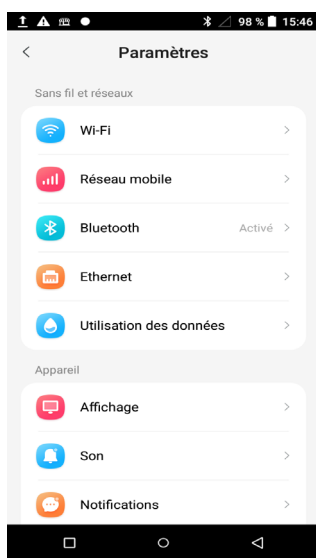 98 % 15:46
Paramètres
Sans fil et réseaux
Wi-Fi
Réseau mobile
Bluetooth Activé
Ethernet
Utilisation des données
Appareil
Affichage
Son
Notifications